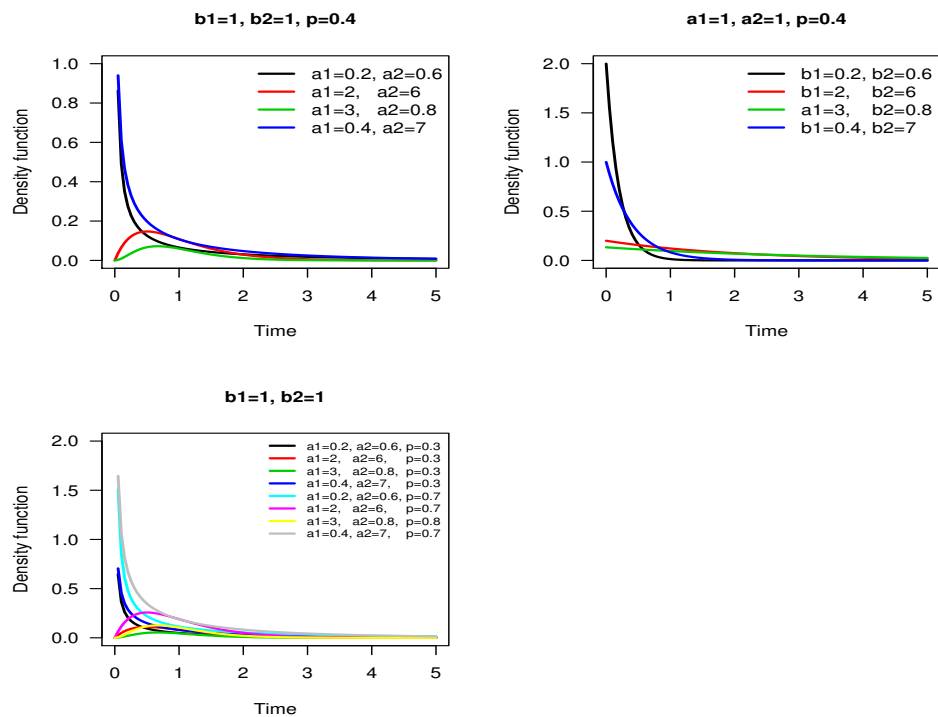 b1=1, b2=1, p=0.4
Density function
1.0
0.8
0.6
0.4
0.2
0.0
a1=0.2, a2=0.6
a1=2, a2=6
a1=3, a2=0.8
a1=0.4, a2=7
0 1 2 3 4 5
Time
a1=1, a2=1, p=0.4
Density function
2.0
1.5
1.0
0.5
0.0
b1=0.2, b2=0.6
b1=2, b2=6
a1=3, b2=0.8
b1=0.4, b2=7
0 1 2 3 4 5
Time
b1=1, b2=1
Density function
2.0
1.5
1.0
0.5
0.0
a1=0.2, a2=0.6, p=0.3
a1=2, a2=6, p=0.3
a1=3, a2=0.8, p=0.3
a1=0.4, a2=7, p=0.3
a1=0.2, a2=0.6, p=0.7
a1=2, a2=6, p=0.7
a1=3, a2=0.8, p=0.8
a1=0.4, a2=7, p=0.7
0 1 2 3 4 5
Time